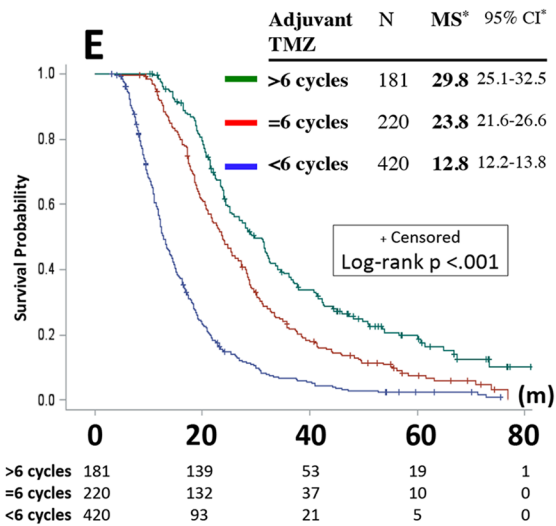 E
Adjuvant TMZ N MS* 95% CI*
>6 cycles 181 29.8 25.1-32.5
=6 cycles 220 23.8 21.6-26.6
<6 cycles 420 12.8 12.2-13.8
+ Censored
Log-rank p <.001
Survival Probability
1.0
0.8
0.6
0.4
0.2
0.0
(m)
0 20 40 60 80
>6 cycles 181 139 53 19 1
=6 cycles 220 132 37 10 0
<6 cycles 420 93 21 5 0